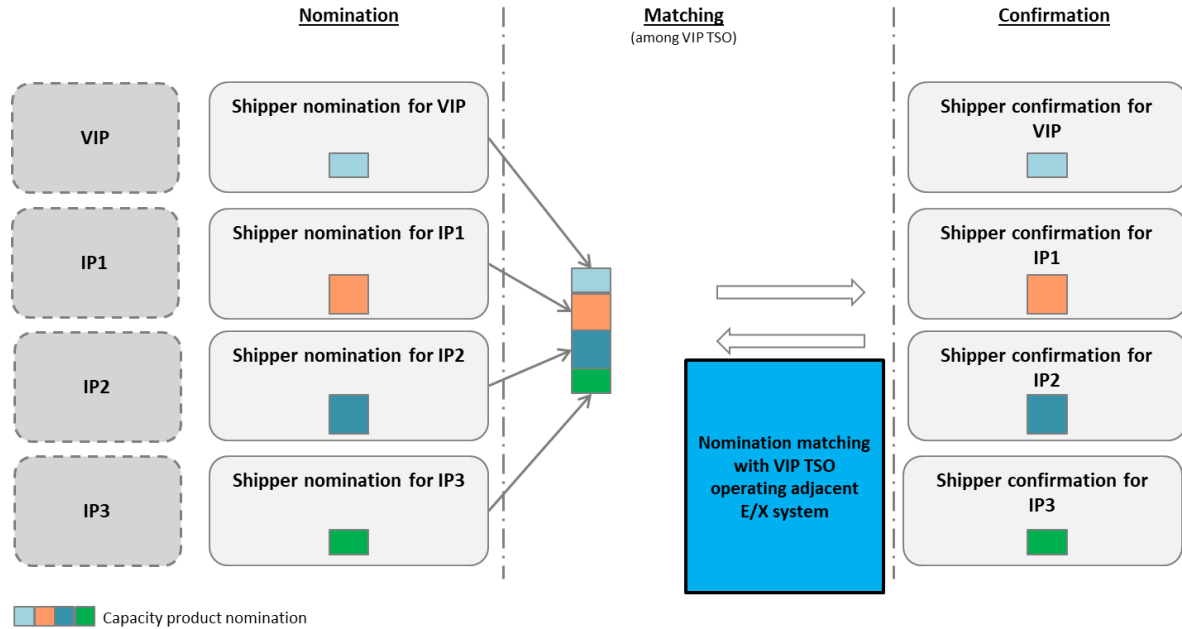 Nomination
Matching
(among VIP TSO)
Confirmation
VIP
Shipper nomination for VIP
Shipper confirmation for
VIP
IP1
Shipper nomination for IP1
Shipper confirmation for
IP1
IP2
Shipper nomination for IP2
Shipper confirmation for
IP2
IP3
Shipper nomination for IP3
Nomination matching
with VIP TSO
operating adjacent
E/X system
Shipper confirmation for
IP3
Capacity product nomination